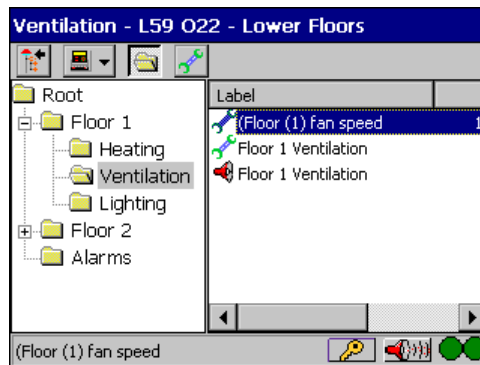 Ventilation - L59 O22 - Lower Floors
Root
Floor 1
Heating
Ventilation
Lighting
Floor 2
Alarms
Label
(Floor (1) fan speed 1
Floor 1 Ventilation
Floor 1 Ventilation
(Floor (1) fan speed